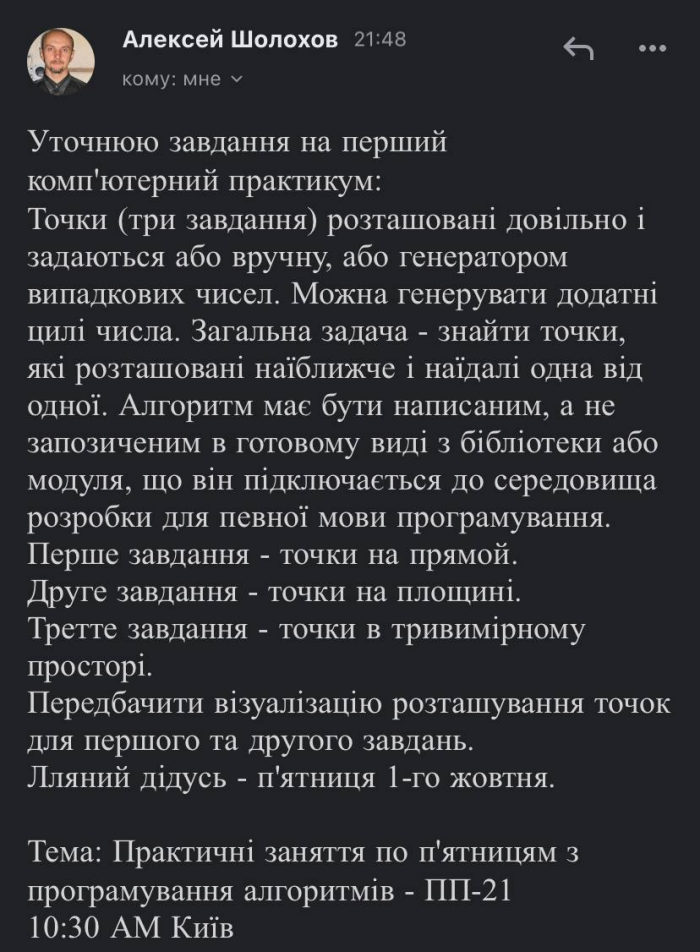 Алексей Шолохов 21:48
кому: мне
Уточнюю завдання на перший
комп'ютерний практикум:
Точки (три завдання) розташовані довільно і
задаються або вручну, або генератором
випадкових чисел. Можна генерувати додатні
цілі числа. Загальна задача - знайти точки,
які розташовані наїближче і наїдалі одна від
одної. Алгоритм має бути написаним, а не
запозиченим в готовому виді з бібліотеки або
модуля, що він підключається до середовища
розробки для певної мови програмування.
Перше завдання - точки на прямой.
Друге завдання - точки на площині.
Третте завдання - точки в тривимірному
просторі.
Передбачити візуалізацію розташування точок
для першого та другого завдань.
Лляний дідусь - п'ятниця 1-го жовтня.
Тема: Практичні заняття по п'ятницям з
програмування алгоритмів - ПП-21
10:30 AM Київ